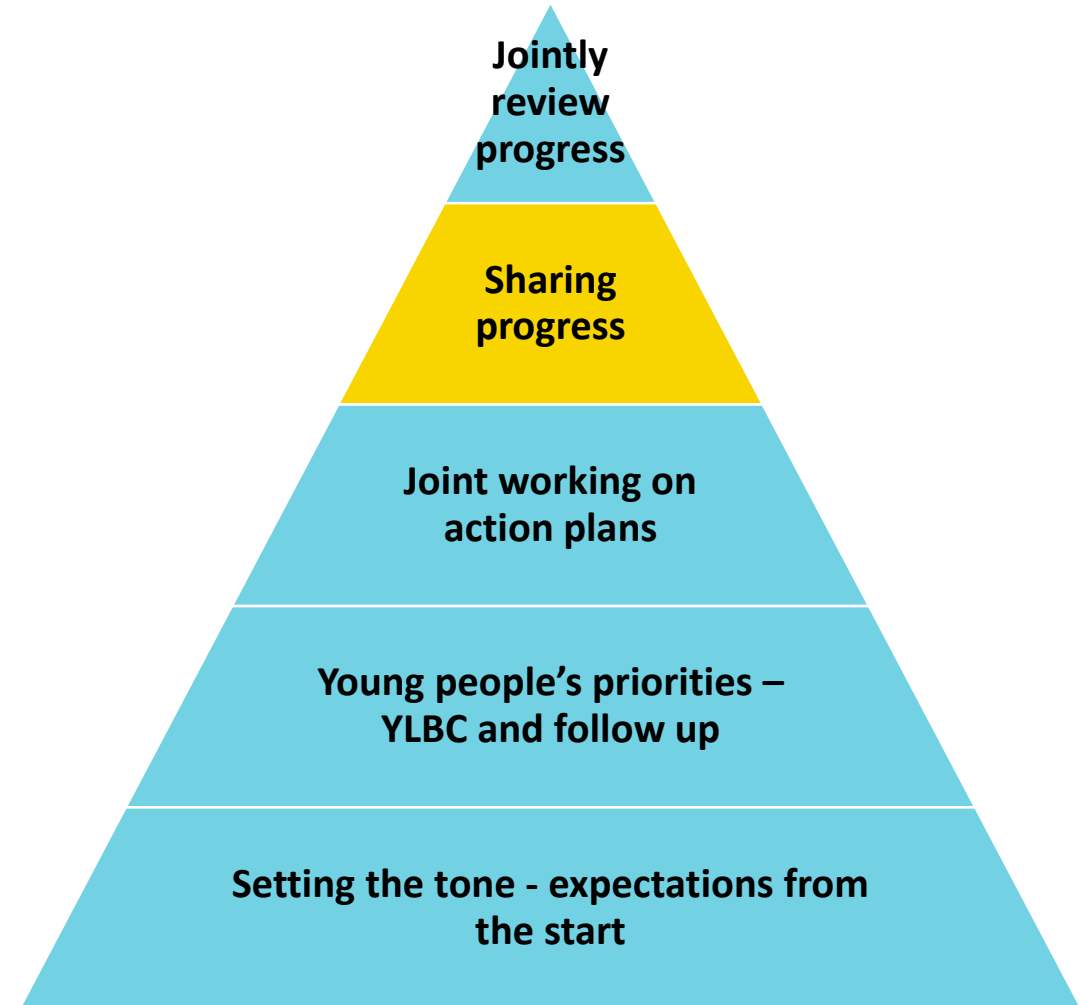 Jointly
review
progress
Sharing
progress
Joint working on
action plans
Young people’s priorities –
YLBC and follow up
Setting the tone - expectations from
the start